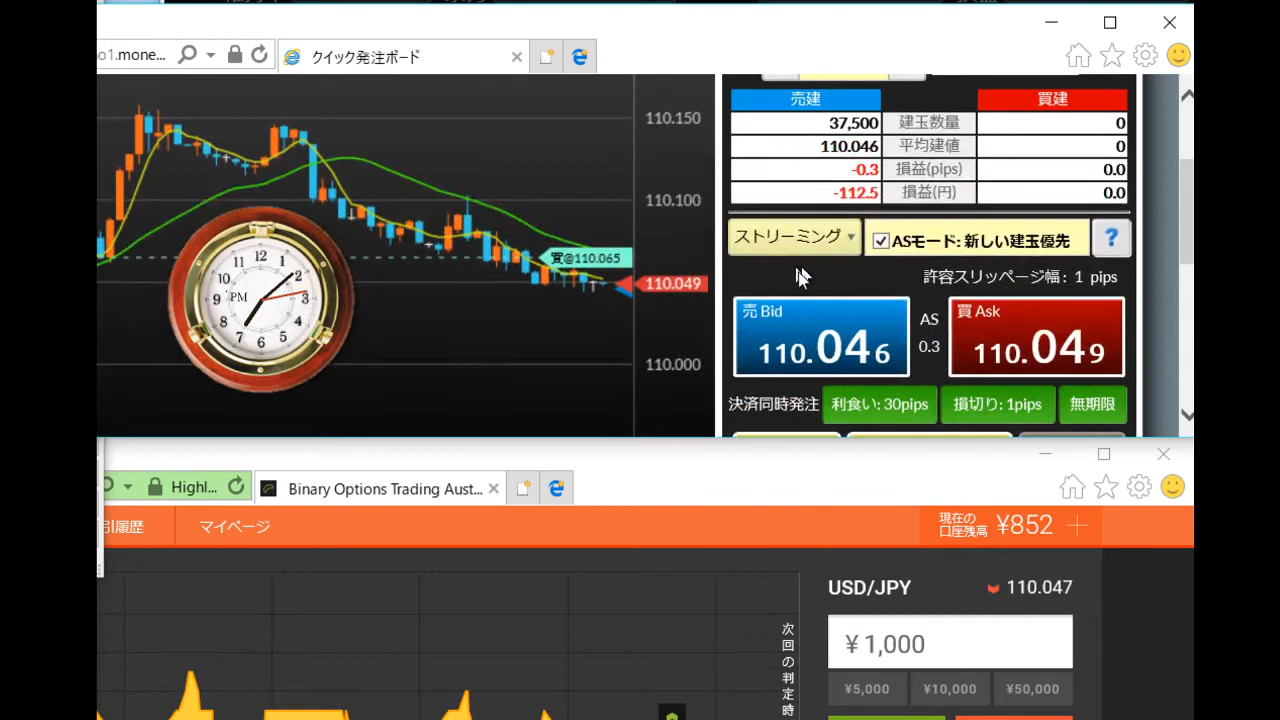 o1.mone...
クイック発注ボード
110.150
110.100
買@110.065
110.049
110.000
12
1
2
3
4
5
6
7
8
9
10
11
PM
売建
買建
37,500 建玉数量 0
110.046 平均建値 0
-0.3 損益(pips) 0.0
-112.5 損益(円) 0.0
ストリーミング
ASモード: 新しい建玉優先
?
許容スリッページ幅: 1 pips
売 Bid
110.046
AS
0.3
買 Ask
110.049
決済同時発注
利食い: 30pips
損切り: 1pips
無期限
Highl...
Binary Options Trading Aust...
引履歴
マイページ
現在の
口座残高
¥852
USD/JPY
110.047
¥ 1,000
¥5,000
¥10,000
¥50,000
次回の判定時